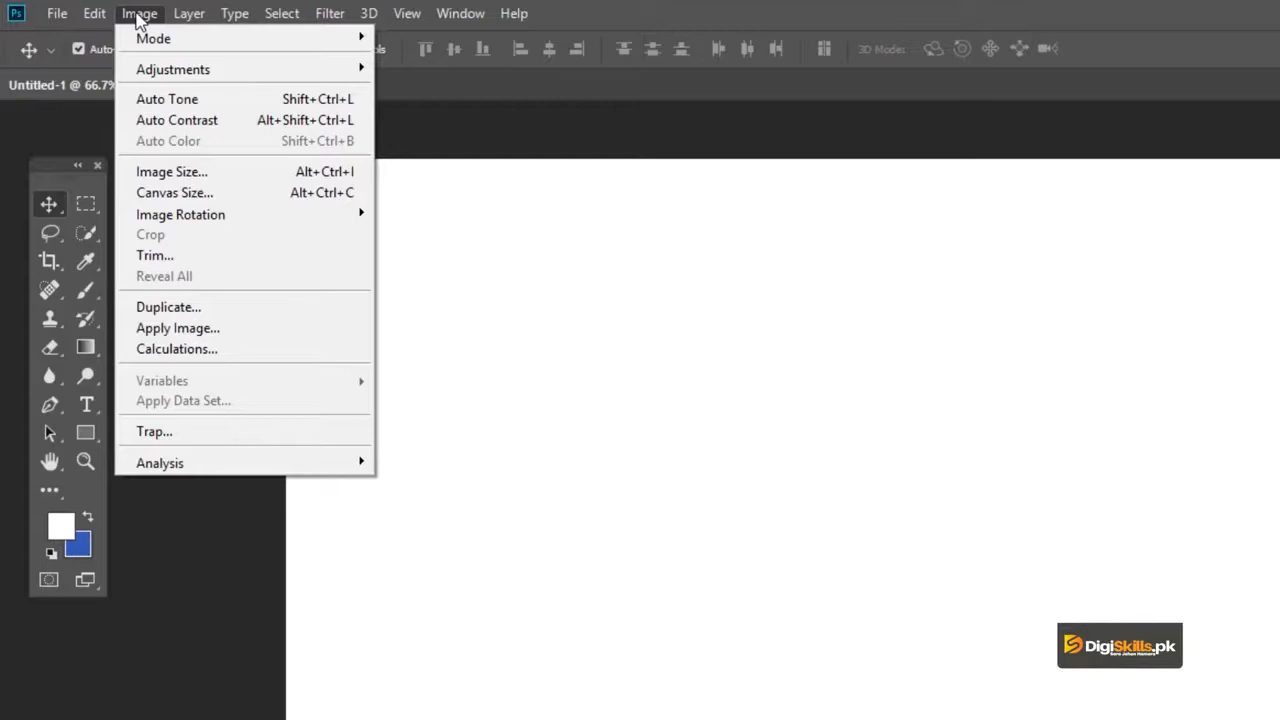 Ps File Edit Image Layer Type Select Filter 3D View Window Help
Auto-
ls
3D Mode:
Untitled-1 @ 66.7%
Mode
Adjustments
Auto Tone Shift+Ctrl+L
Auto Contrast Alt+Shift+Ctrl+L
Auto Color Shift+Ctrl+B
Image Size... Alt+Ctrl+I
Canvas Size... Alt+Ctrl+C
Image Rotation
Crop
Trim...
Reveal All
Duplicate...
Apply Image...
Calculations...
Variables
Apply Data Set...
Trap...
Analysis
T
DigiSkills.pk